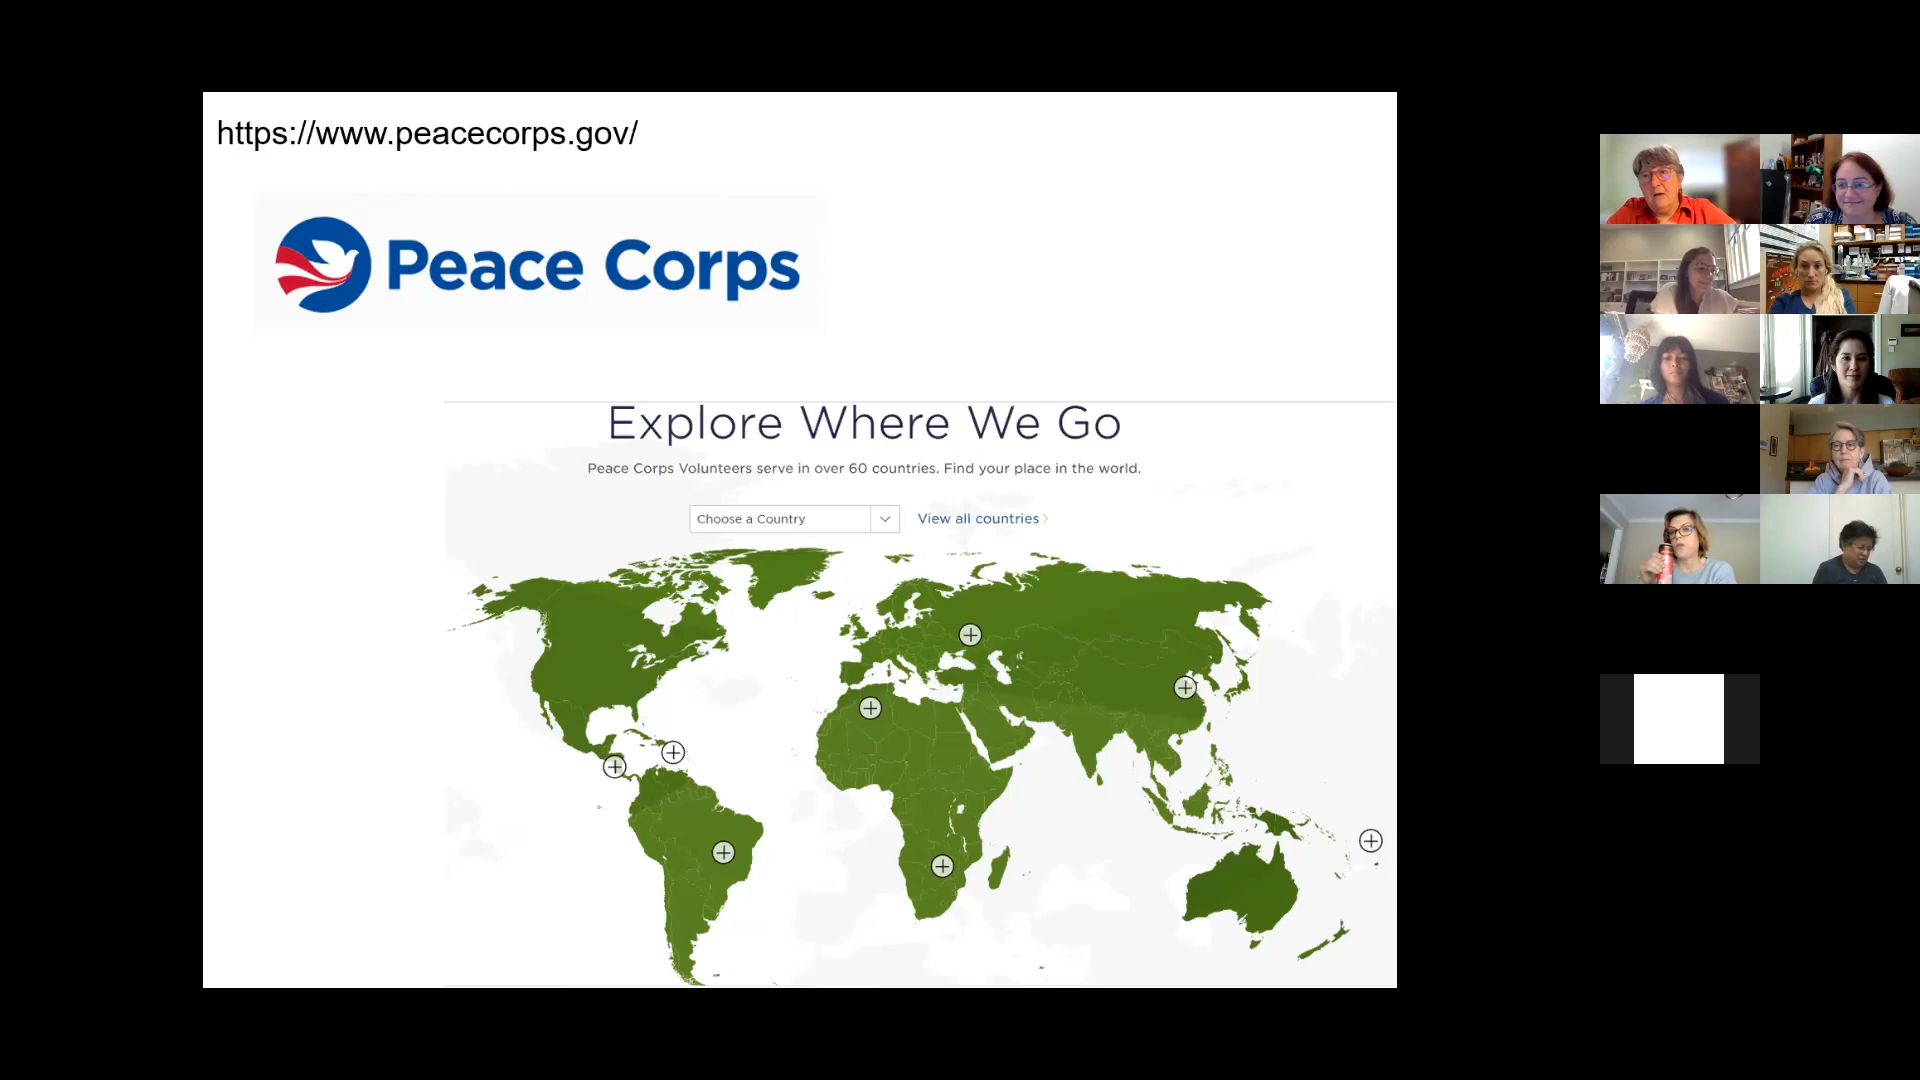 https://www.peacecorps.gov/
Peace Corps
Explore Where We Go
Peace Corps Volunteers serve in over 60 countries. Find your place in the world.
Choose a Country
View all countries